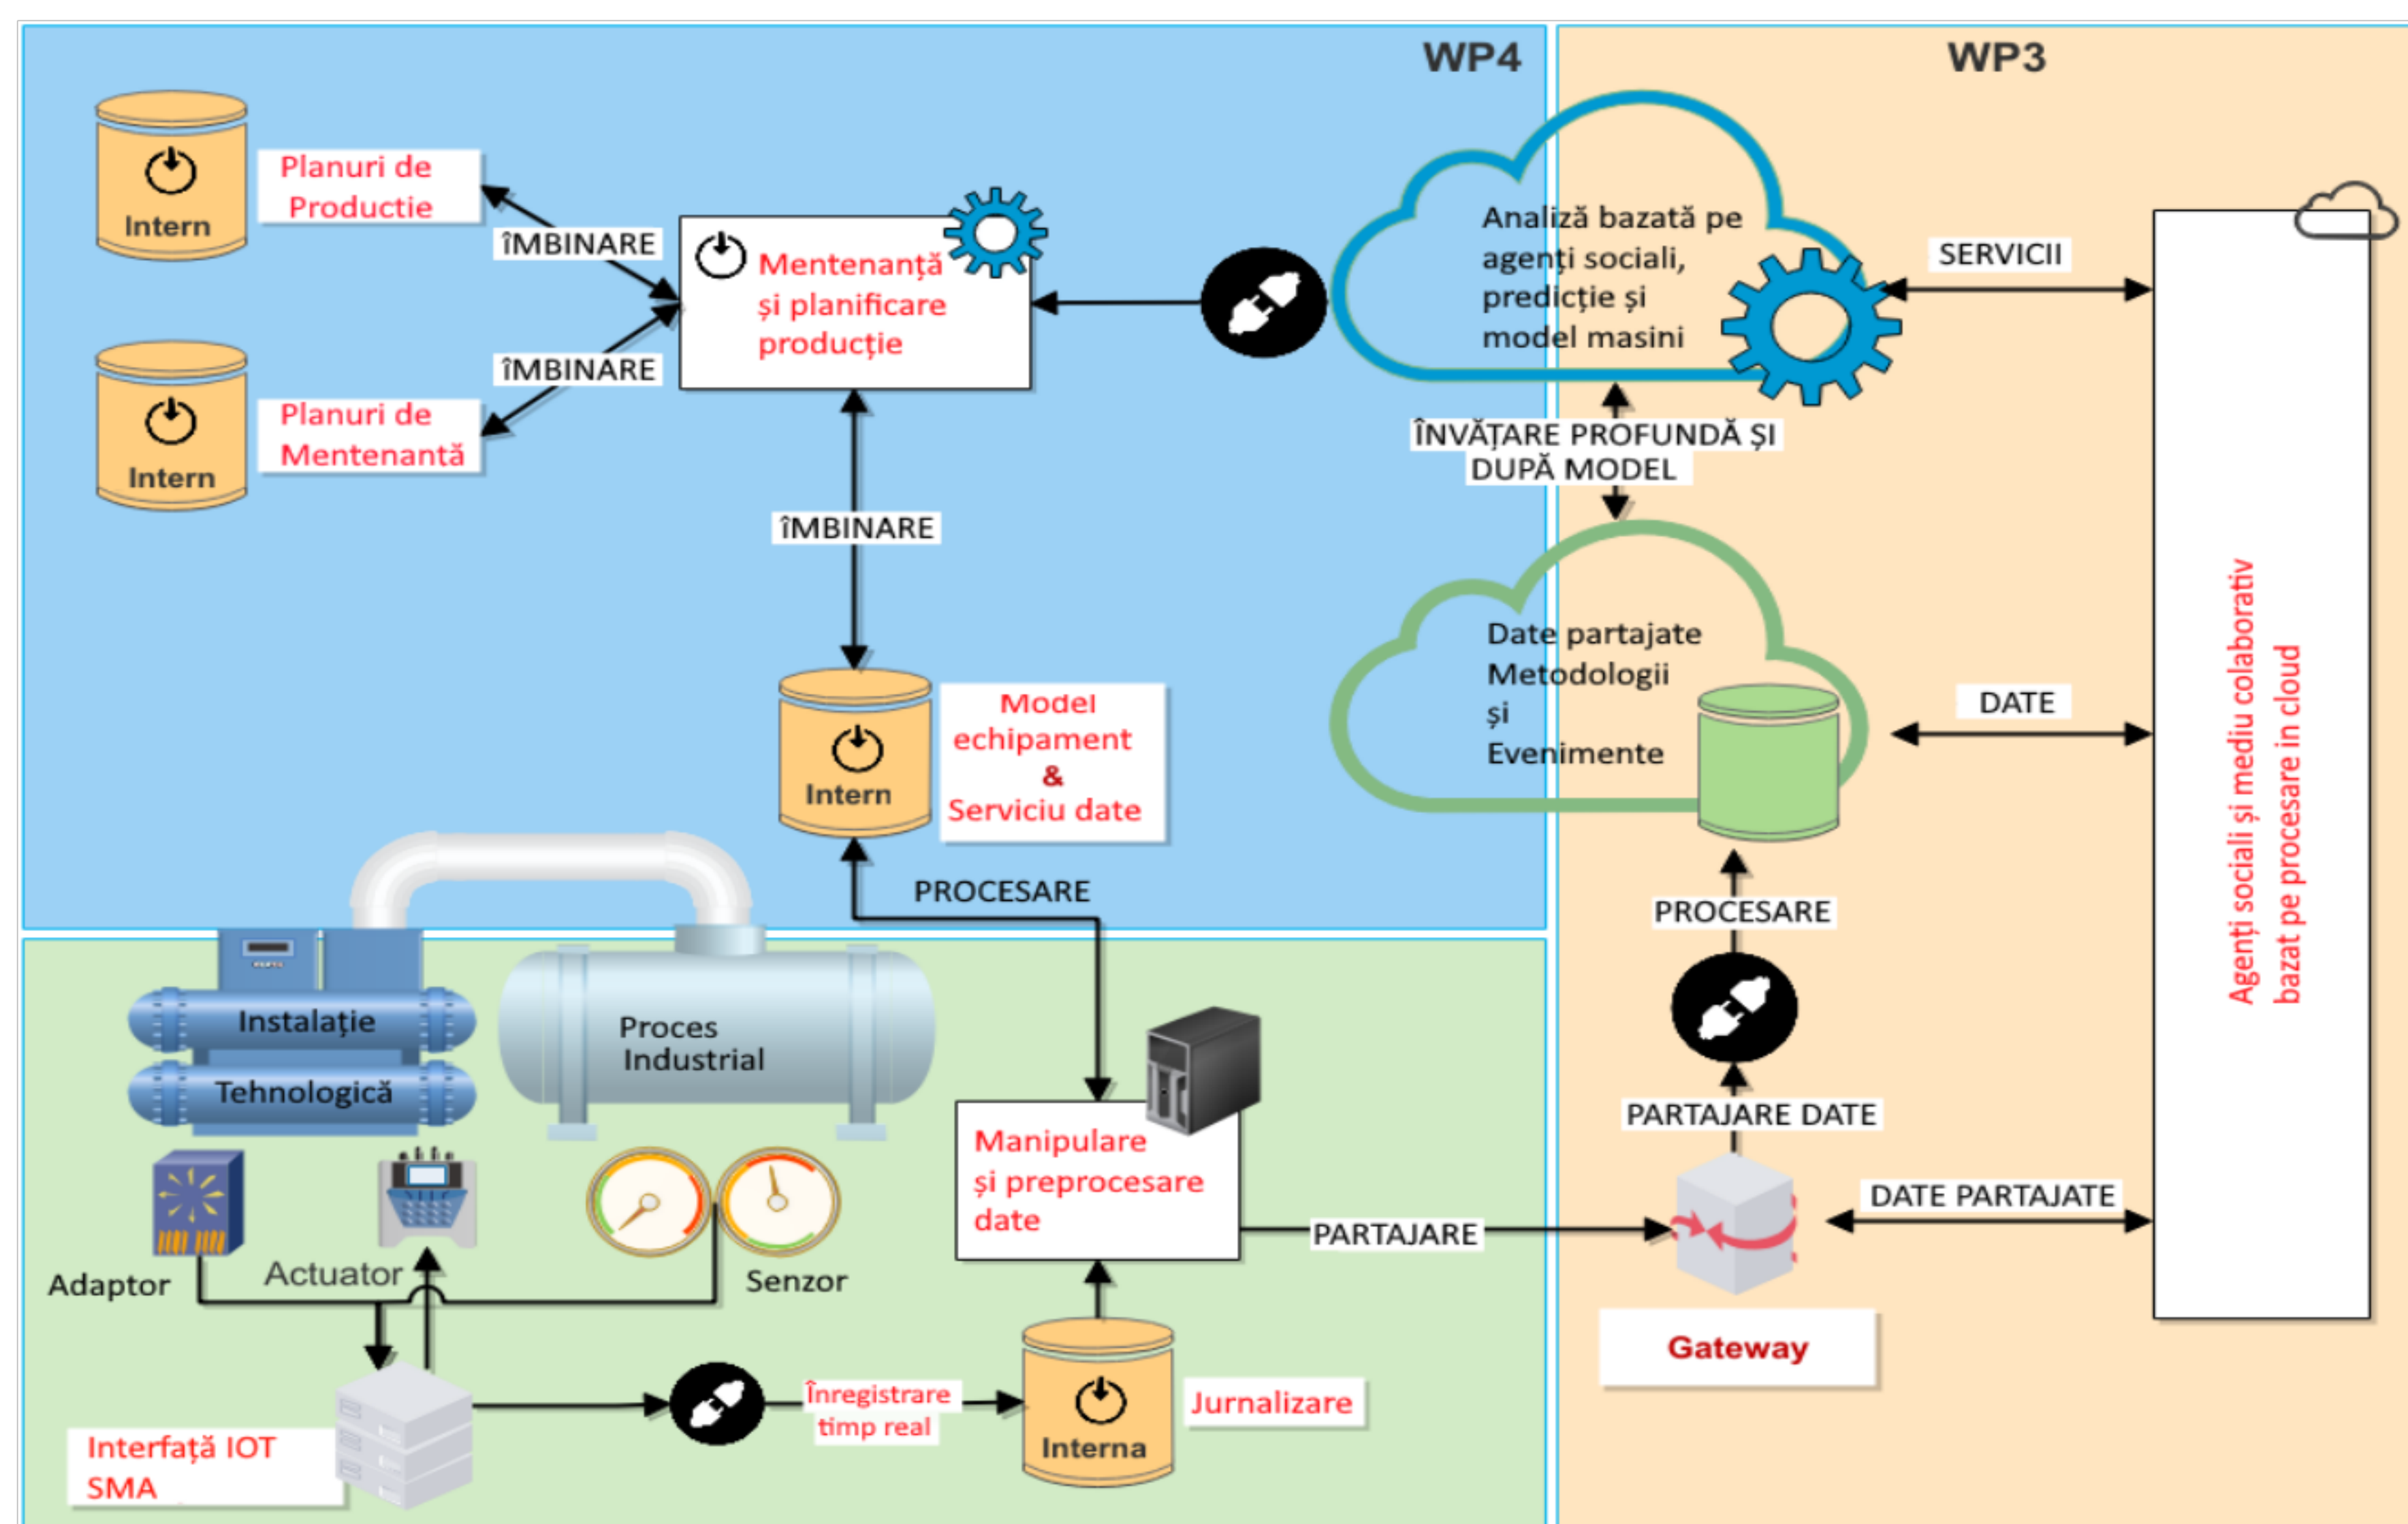 WP4
WP3
Intern
Planuri de
Productie
îMBINARE
Mentenanță
și planificare
producție
Analiză bazată pe
agenți sociali,
predicție și
model masini
SERVICII
Intern
Planuri de
Mentenantă
îMBINARE
ÎNVĂȚARE PROFUNDĂ ȘI
DUPĂ MODEL
îMBINARE
Date partajate
Metodologii
și
Evenimente
DATE
Agenți sociali și mediu colaborativ
bazat pe procesare in cloud
Intern
Model
echipament
&
Serviciu date
PROCESARE
PROCESARE
Instalație
Tehnologică
Proces
Industrial
Manipulare
și preprocesare
date
PARTAJARE DATE
DATE PARTAJATE
PARTAJARE
Adaptor
Actuator
Senzor
Gateway
Interfață IOT
SMA
Înregistrare
timp real
Interna
Jurnalizare